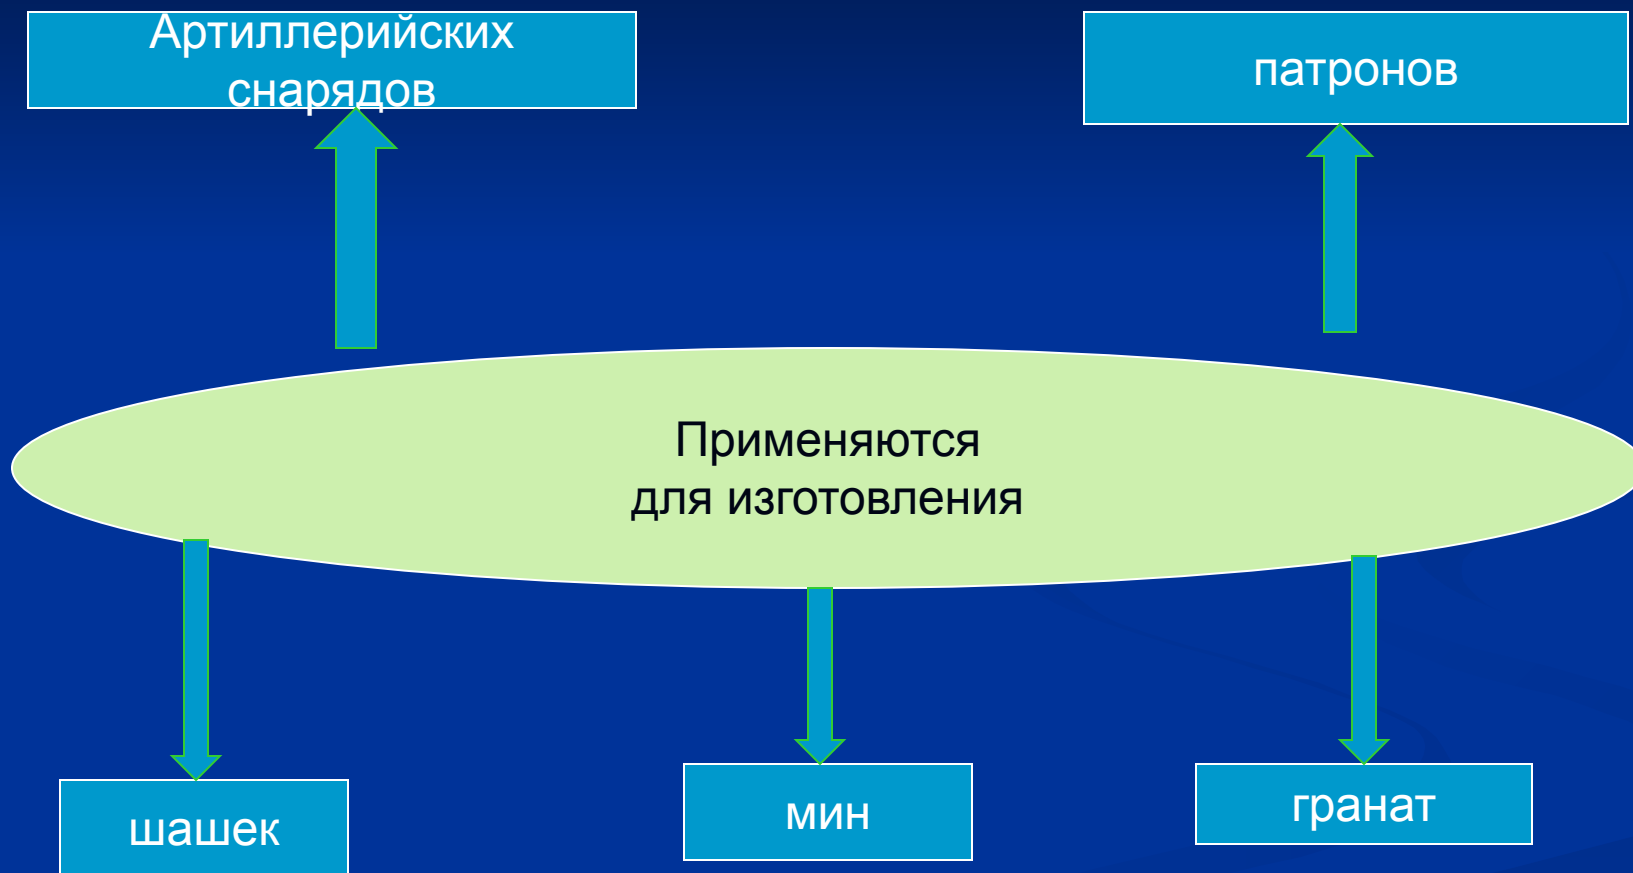 Артиллерийских
снарядов
патронов
Применяются
для изготовления
шашек
мин
гранат